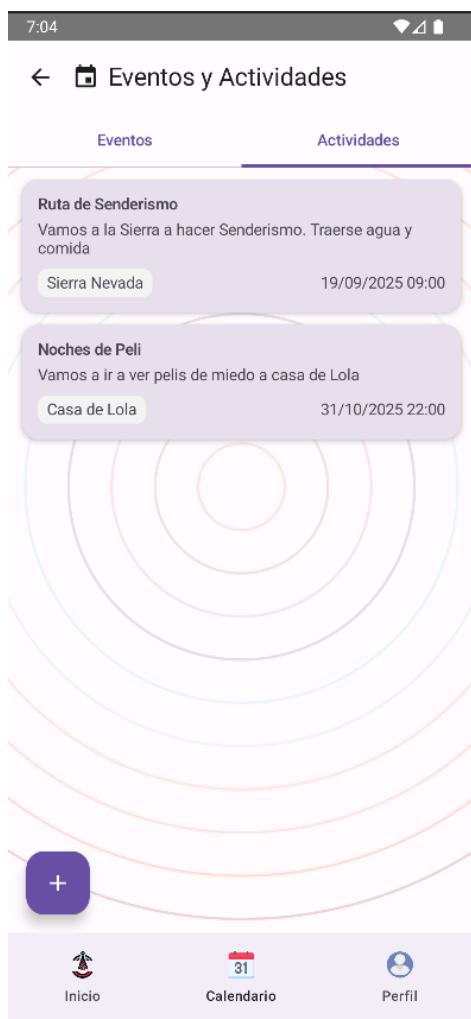 7:04
Eventos y Actividades
Eventos
Actividades
Ruta de Senderismo
Vamos a la Sierra a hacer Senderismo. Traerse agua y
comida
Sierra Nevada
19/09/2025 09:00
Noches de Peli
Vamos a ir a ver pelis de miedo a casa de Lola
Casa de Lola
31/10/2025 22:00
+
31
Inicio
Calendario
Perfil